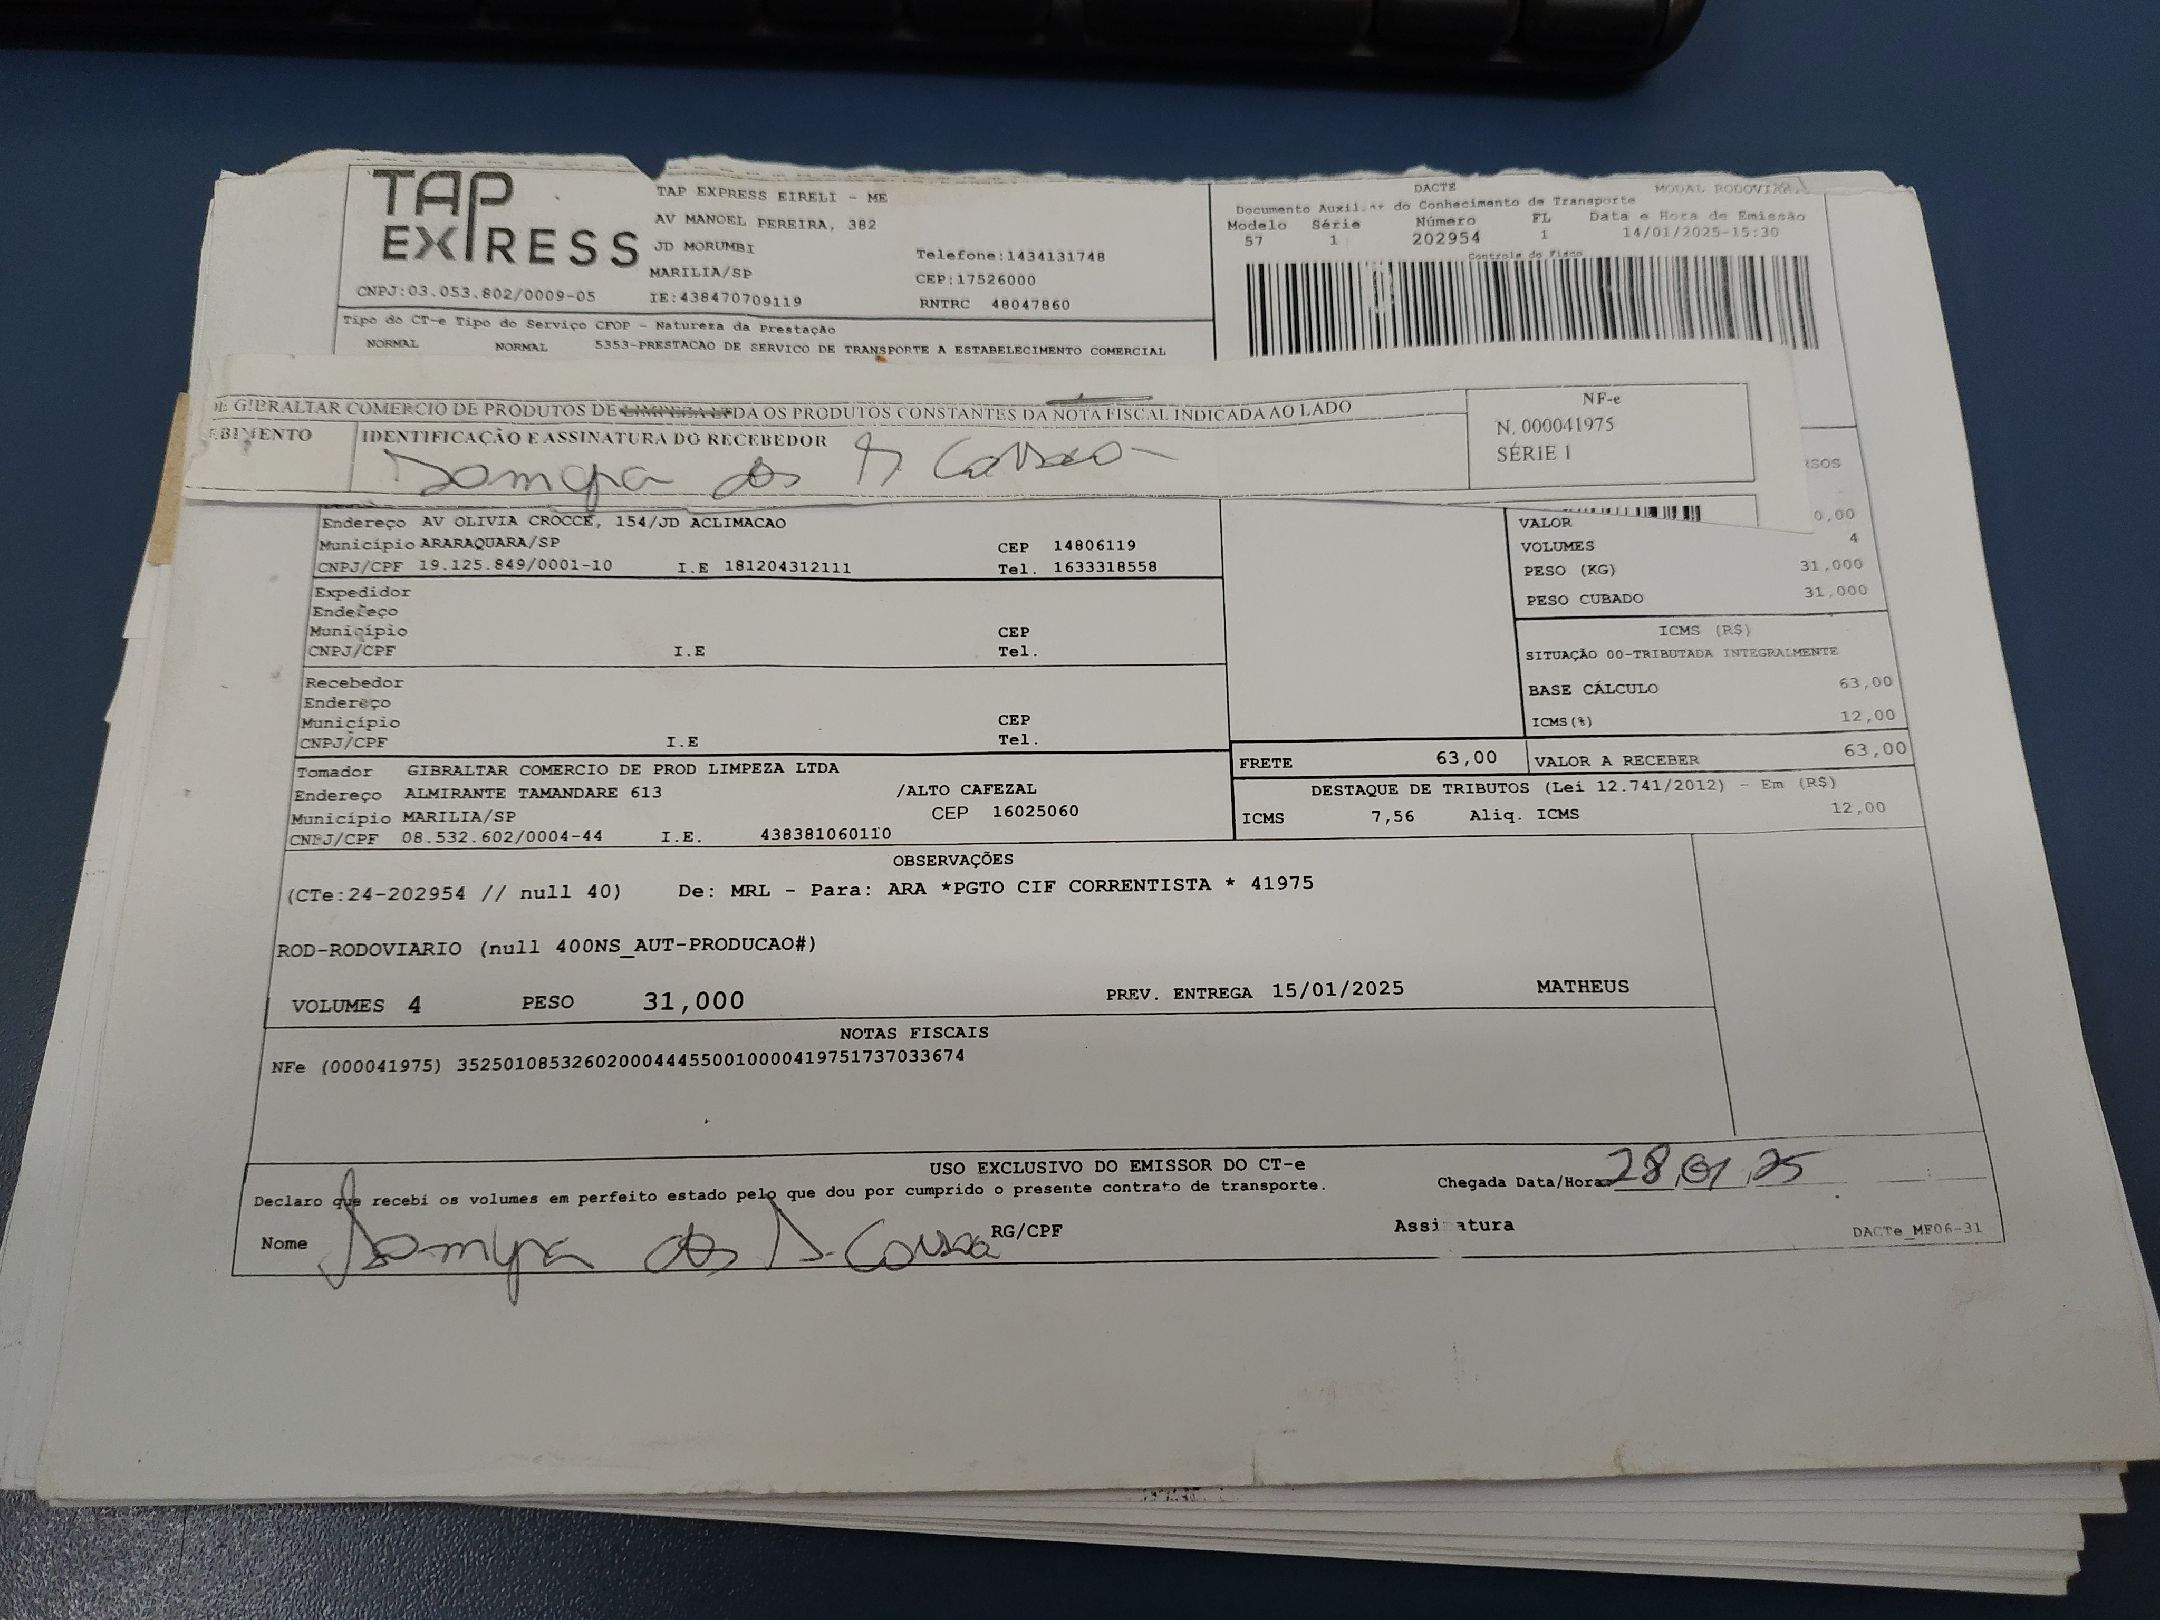 TAP EXPRESS
TAP EXPRESS EIRELI - ME
AV MANOEL PEREIRA, 382
JD MORUMBI
MARILIA/SP
IE:438470709119
CNPJ:03.053.802/0009-05
Telefone:1434131748
CEP:17526000
RNTRC 48047860
DACTE
Documento Auxiliar do Conhecimento de Transporte
Modelo Série Número FL Data e Hora de Emissão
57 1 202954 1 14/01/2025-15:30
Controle do Fisco
Tipo do CT-e Tipo do Serviço CFOP - Natureza da Prestação
NORMAL NORMAL 5353-PRESTACAO DE SERVICO DE TRANSPORTE A ESTABELECIMENTO COMERCIAL
DE GIBRALTAR COMERCIO DE PRODUTOS DE LIMPEZA LTDA OS PRODUTOS CONSTANTES DA NOTA FISCAL INDICADA AO LADO
EBIMENTO
IDENTIFICAÇÃO E ASSINATURA DO RECEBEDOR
NF-e
N. 000041975
SÉRIE 1
RSOS
Endereço AV OLIVIA CROCCE, 154/JD ACLIMACAO
Município ARARAQUARA/SP CEP 14806119
CNPJ/CPF 19.125.849/0001-10 I.E 181204312111 Tel. 1633318558
VALOR 0,00
VOLUMES 4
PESO (KG) 31,000
PESO CUBADO 31,000
Expedidor
Endereço
Município CEP
CNPJ/CPF I.E Tel.
ICMS (R$)
SITUAÇÃO 00-TRIBUTADA INTEGRALMENTE
BASE CÁLCULO 63,00
ICMS(%) 12,00
Recebedor
Endereço
Município CEP
CNPJ/CPF I.E Tel.
FRETE 63,00 VALOR A RECEBER 63,00
Tomador GIBRALTAR COMERCIO DE PROD LIMPEZA LTDA
Endereço ALMIRANTE TAMANDARE 613 /ALTO CAFEZAL
Município MARILIA/SP CEP 16025060
CNPJ/CPF 08.532.602/0004-44 I.E. 438381060110
DESTAQUE DE TRIBUTOS (Lei 12.741/2012) - Em (R$)
ICMS 7,56 Aliq. ICMS 12,00
OBSERVAÇÕES
(CTe:24-202954 // null 40) De: MRL - Para: ARA *PGTO CIF CORRENTISTA * 41975
ROD-RODOVIARIO (null 400NS_AUT-PRODUCAO#)
VOLUMES 4 PESO 31,000 PREV. ENTREGA 15/01/2025 MATHEUS
NOTAS FISCAIS
NFe (000041975) 35250108532602000444550010000419751737033674
USO EXCLUSIVO DO EMISSOR DO CT-e
Declaro que recebi os volumes em perfeito estado pelo que dou por cumprido o presente contrato de transporte.
Chegada Data/Hora 28 01 25
Nome RG/CPF Assinatura
DACTe_MF06-31